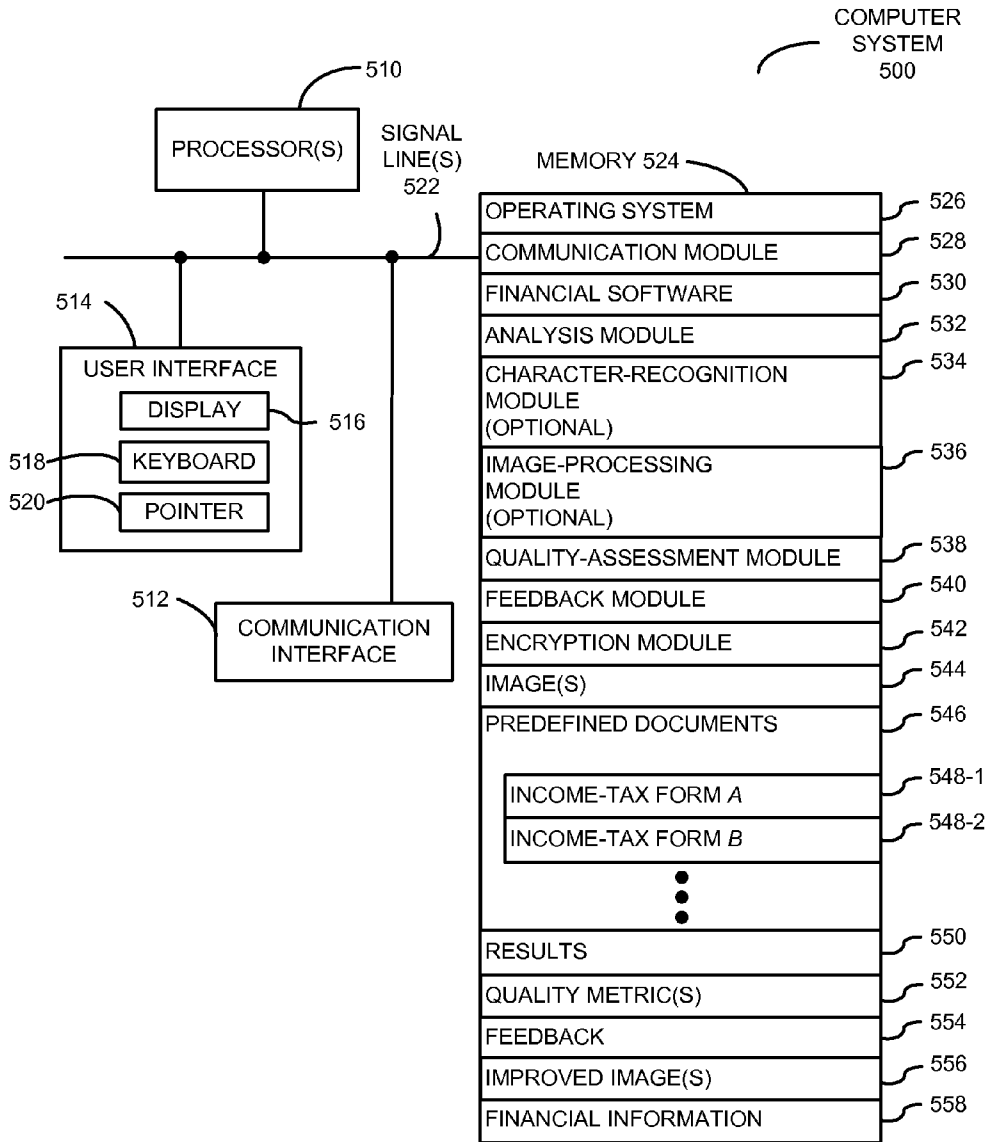 COMPUTER
SYSTEM
500
510
PROCESSOR(S)
SIGNAL
LINE(S)
522
MEMORY 524
OPERATING SYSTEM
526
COMMUNICATION MODULE
528
FINANCIAL SOFTWARE
530
ANALYSIS MODULE
532
CHARACTER-RECOGNITION
MODULE
(OPTIONAL)
534
IMAGE-PROCESSING
MODULE
(OPTIONAL)
536
QUALITY-ASSESSMENT MODULE
538
FEEDBACK MODULE
540
ENCRYPTION MODULE
542
IMAGE(S)
544
PREDEFINED DOCUMENTS
546
INCOME-TAX FORM A
548-1
INCOME-TAX FORM B
548-2
RESULTS
550
QUALITY METRIC(S)
552
FEEDBACK
554
IMPROVED IMAGE(S)
556
FINANCIAL INFORMATION
558
514
USER INTERFACE
DISPLAY
516
518
KEYBOARD
520
POINTER
512
COMMUNICATION
INTERFACE